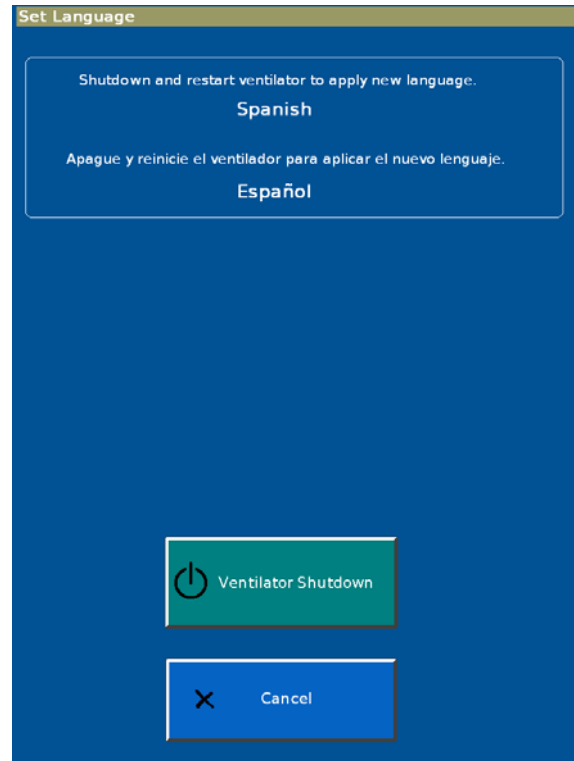 Set Language
Shutdown and restart ventilator to apply new language.
Spanish
Apague y reinicie el ventilador para aplicar el nuevo lenguaje.
Español
Ventilator Shutdown
Cancel